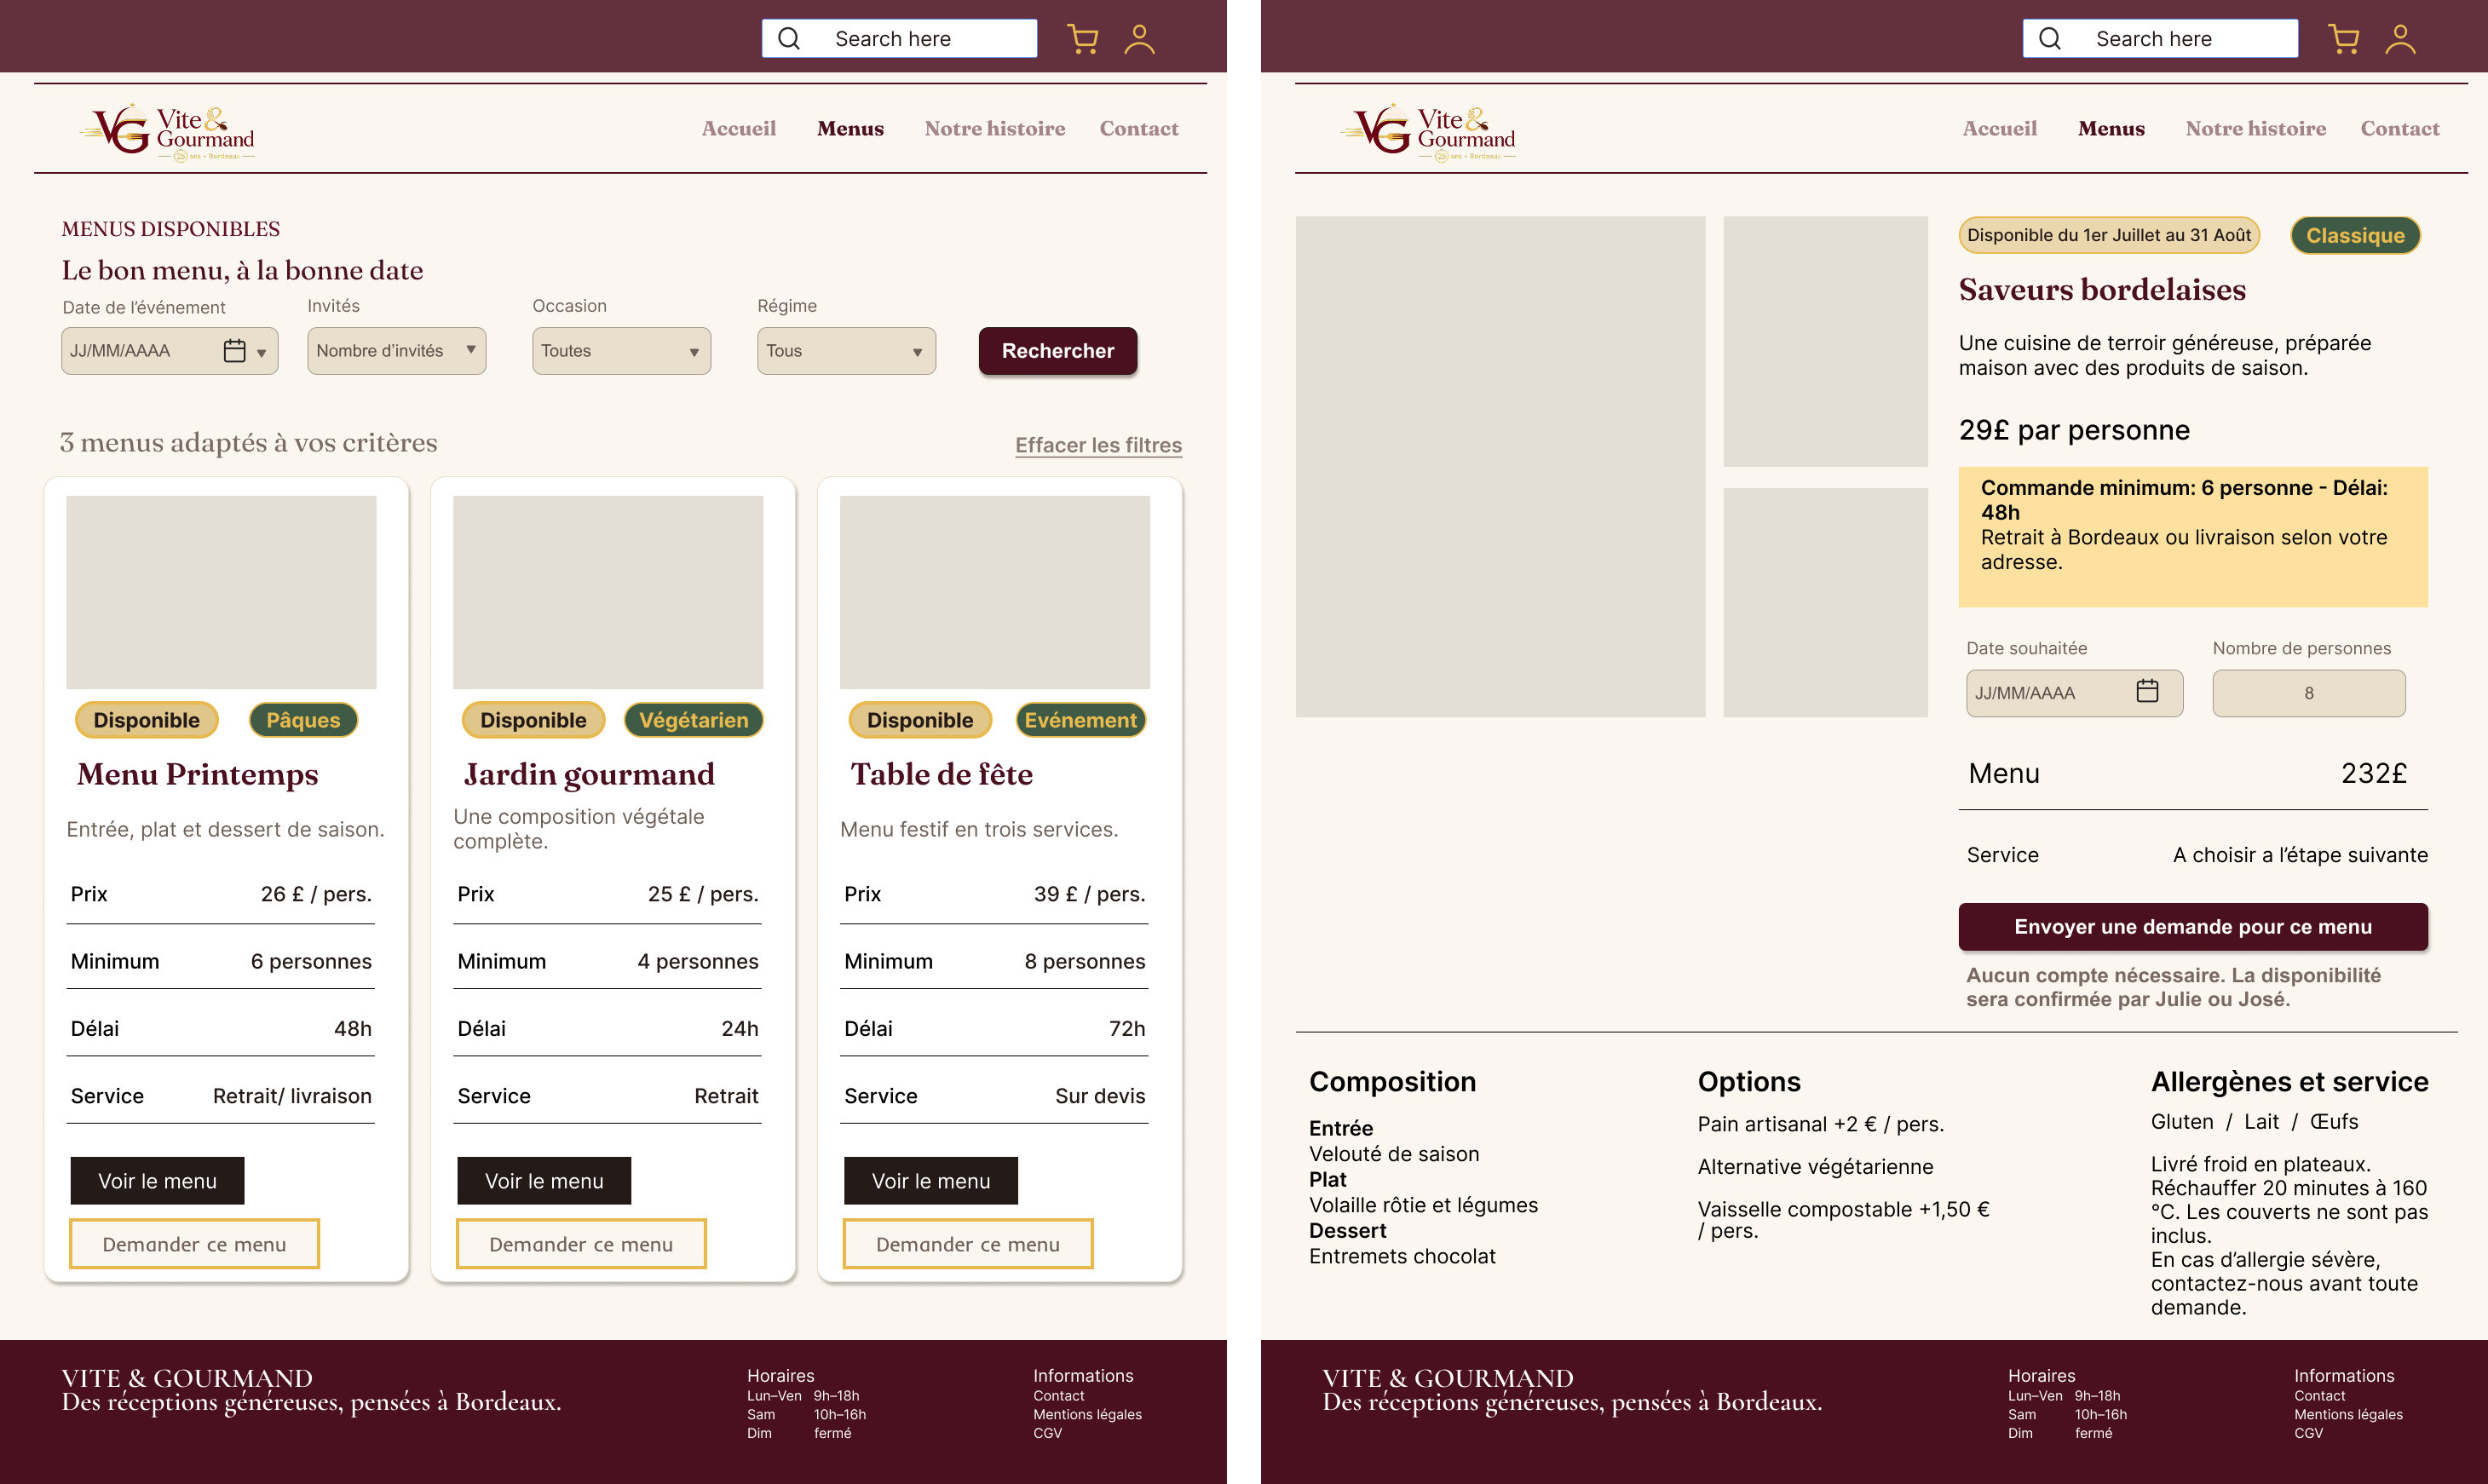 Search here
Vite &
Gourmand
25 ans • Bordeaux
Accueil Menus Notre histoire Contact
MENUS DISPONIBLES
Le bon menu, à la bonne date
Date de l’événement Invités Occasion Régime
JJ/MM/AAAA Nombre d’invités Toutes Tous Rechercher
3 menus adaptés à vos critères Effacer les filtres
Disponible Pâques
Menu Printemps
Entrée, plat et dessert de saison.
Prix 26 £ / pers.
Minimum 6 personnes
Délai 48h
Service Retrait/ livraison
Voir le menu
Demander ce menu
Disponible Végétarien
Jardin gourmand
Une composition végétale
complète.
Prix 25 £ / pers.
Minimum 4 personnes
Délai 24h
Service Retrait
Voir le menu
Demander ce menu
Disponible Evénement
Table de fête
Menu festif en trois services.
Prix 39 £ / pers.
Minimum 8 personnes
Délai 72h
Service Sur devis
Voir le menu
Demander ce menu
VITE & GOURMAND
Des réceptions généreuses, pensées à Bordeaux.
Horaires
Lun–Ven 9h–18h
Sam 10h–16h
Dim fermé
Informations
Contact
Mentions légales
CGV
Search here
Vite &
Gourmand
25 ans • Bordeaux
Accueil Menus Notre histoire Contact
Disponible du 1er Juillet au 31 Août Classique
Saveurs bordelaises
Une cuisine de terroir généreuse, préparée
maison avec des produits de saison.
29£ par personne
Commande minimum: 6 personne - Délai:
48h
Retrait à Bordeaux ou livraison selon votre
adresse.
Date souhaitée Nombre de personnes
JJ/MM/AAAA 8
Menu 232£
Service A choisir a l’étape suivante
Envoyer une demande pour ce menu
Aucun compte nécessaire. La disponibilité
sera confirmée par Julie ou José.
Composition
Entrée
Velouté de saison
Plat
Volaille rôtie et légumes
Dessert
Entremets chocolat
Options
Pain artisanal +2 € / pers.
Alternative végétarienne
Vaisselle compostable +1,50 €
/ pers.
Allergènes et service
Gluten / Lait / Œufs
Livré froid en plateaux.
Réchauffer 20 minutes à 160
°C. Les couverts ne sont pas
inclus.
En cas d’allergie sévère,
contactez-nous avant toute
demande.
VITE & GOURMAND
Des réceptions généreuses, pensées à Bordeaux.
Horaires
Lun–Ven 9h–18h
Sam 10h–16h
Dim fermé
Informations
Contact
Mentions légales
CGV